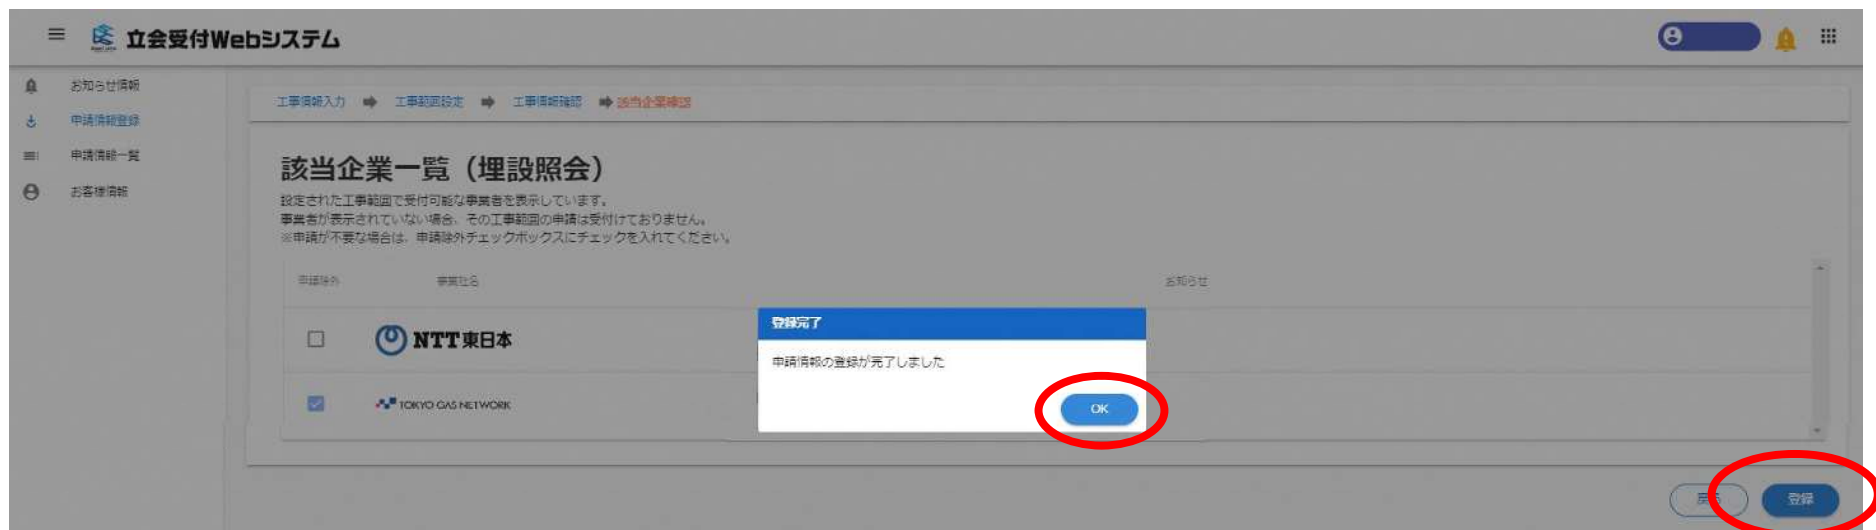 立会受付Webシステム
お知らせ情報
申請情報登録
申請情報一覧
お客様情報
工事情報入力 ➡ 工事範囲設定 ➡ 工事情報確認 ➡ 該当企業確認
該当企業一覧（埋設照会）
設定された工事範囲で受付可能な事業者を表示しています。
事業者が表示されていない場合、その工事範囲の申請は受付けておりません。
※申請が不要な場合は、申請除外チェックボックスにチェックを入れてください。
申請除外 事業社名 お知らせ
NTT東日本
TOKYO GAS NETWORK
登録完了
申請情報の登録が完了しました
OK
戻る 登録